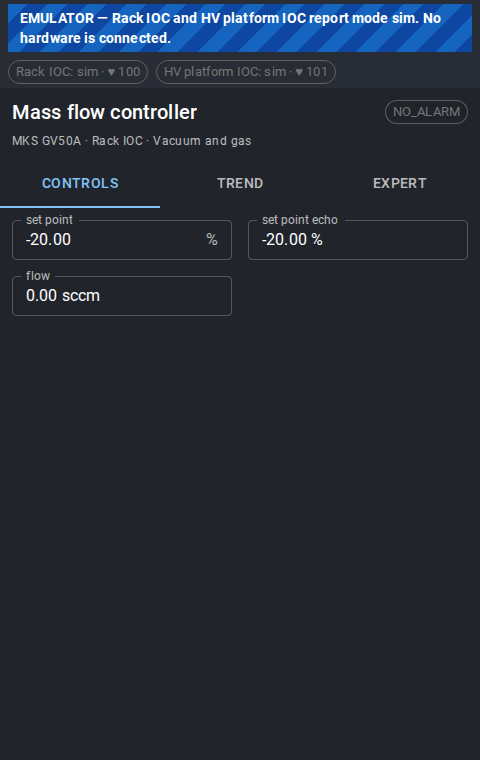 EMULATOR — Rack IOC and HV platform IOC report mode sim. No
hardware is connected.
Rack IOC: sim · ♥ 100
HV platform IOC: sim · ♥ 101
Mass flow controller
NO_ALARM
MKS GV50A · Rack IOC · Vacuum and gas
CONTROLS
TREND
EXPERT
set point
-20.00 %
set point echo
-20.00 %
flow
0.00 sccm